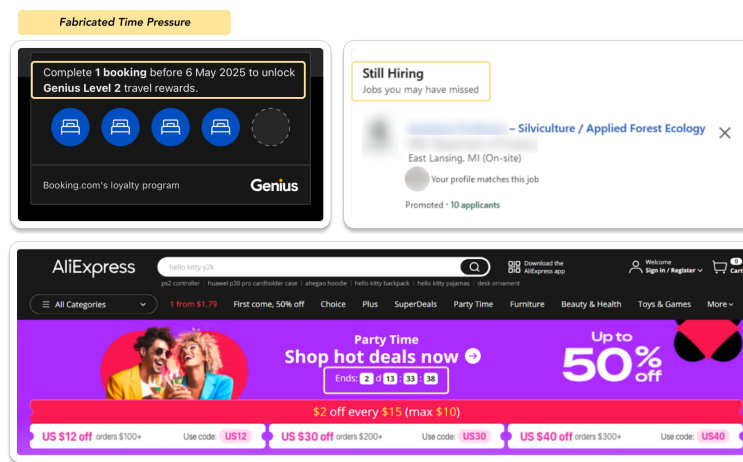 Fabricated Time Pressure
Complete 1 booking before 6 May 2025 to unlock
Genius Level 2 travel rewards.
Booking.com's loyalty program
Genius
Still Hiring
Jobs you may have missed
– Silviculture / Applied Forest Ecology
East Lansing, MI (On-site)
Your profile matches this job
Promoted · 10 applicants
AliExpress
hello kitty y2k
Download the
AliExpress app
Welcome
Sign in / Register
0
Cart
ps2 controller | huawei p30 pro cardholder case | ahegao hoodie | hello kitty backpack | hello kitty pajamas | desk ornament
All Categories
1 from $1.79
First come, 50% off
Choice
Plus
SuperDeals
Party Time
Furniture
Beauty & Health
Toys & Games
More
Party Time
Shop hot deals now
Ends: 2 d 13 : 33 : 38
Up to
50% off
$2 off every $15 (max $10)
US $12 off orders $100+
Use code: US12
US $30 off orders $200+
Use code: US30
US $40 off orders $300+
Use code: US40